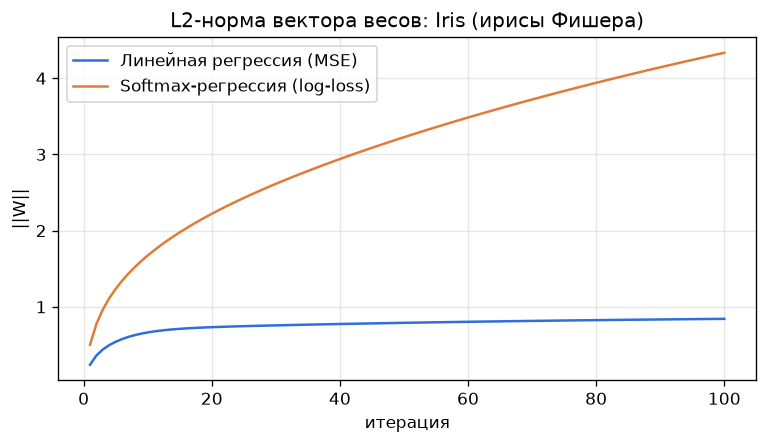 L2-норма вектора весов: Iris (ирисы Фишера)
Линейная регрессия (MSE)
Softmax-регрессия (log-loss)
||W||
4
3
2
1
0 20 40 60 80 100
итерация